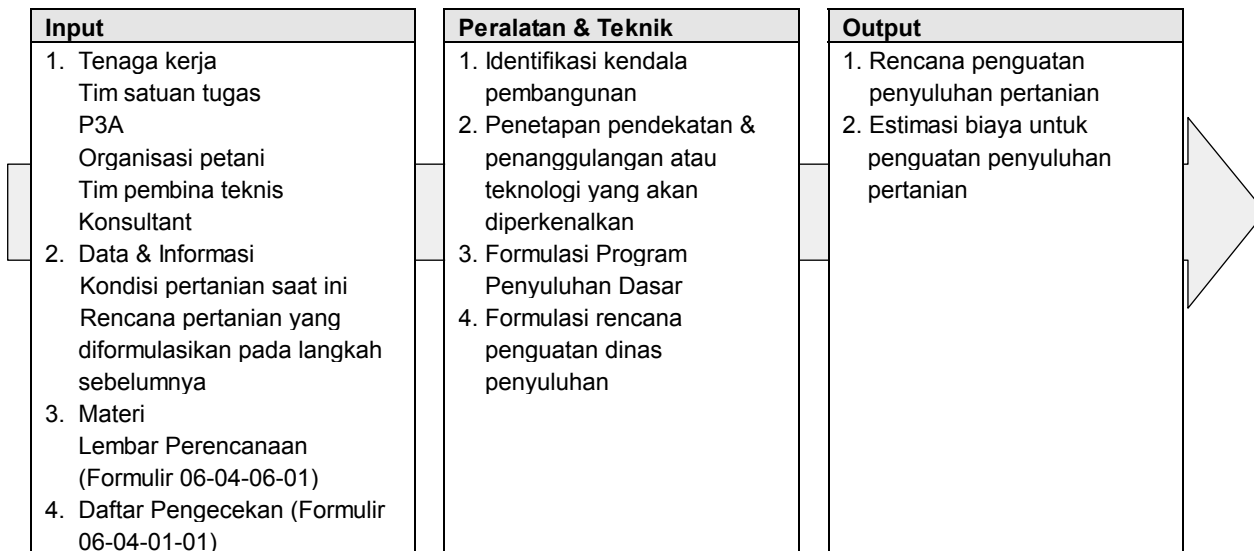 Input
1. Tenaga kerja
Tim satuan tugas
P3A
Organisasi petani
Tim pembina teknis
Konsultant
2. Data & Informasi
Kondisi pertanian saat ini
Rencana pertanian yang
diformulasikan pada langkah
sebelumnya
3. Materi
Lembar Perencanaan
(Formulir 06-04-06-01)
4. Daftar Pengecekan (Formulir
06-04-01-01)
Peralatan & Teknik
1. Identifikasi kendala
pembangunan
2. Penetapan pendekatan &
penanggulangan atau
teknologi yang akan
diperkenalkan
3. Formulasi Program
Penyuluhan Dasar
4. Formulasi rencana
penguatan dinas
penyuluhan
Output
1. Rencana penguatan
penyuluhan pertanian
2. Estimasi biaya untuk
penguatan penyuluhan
pertanian